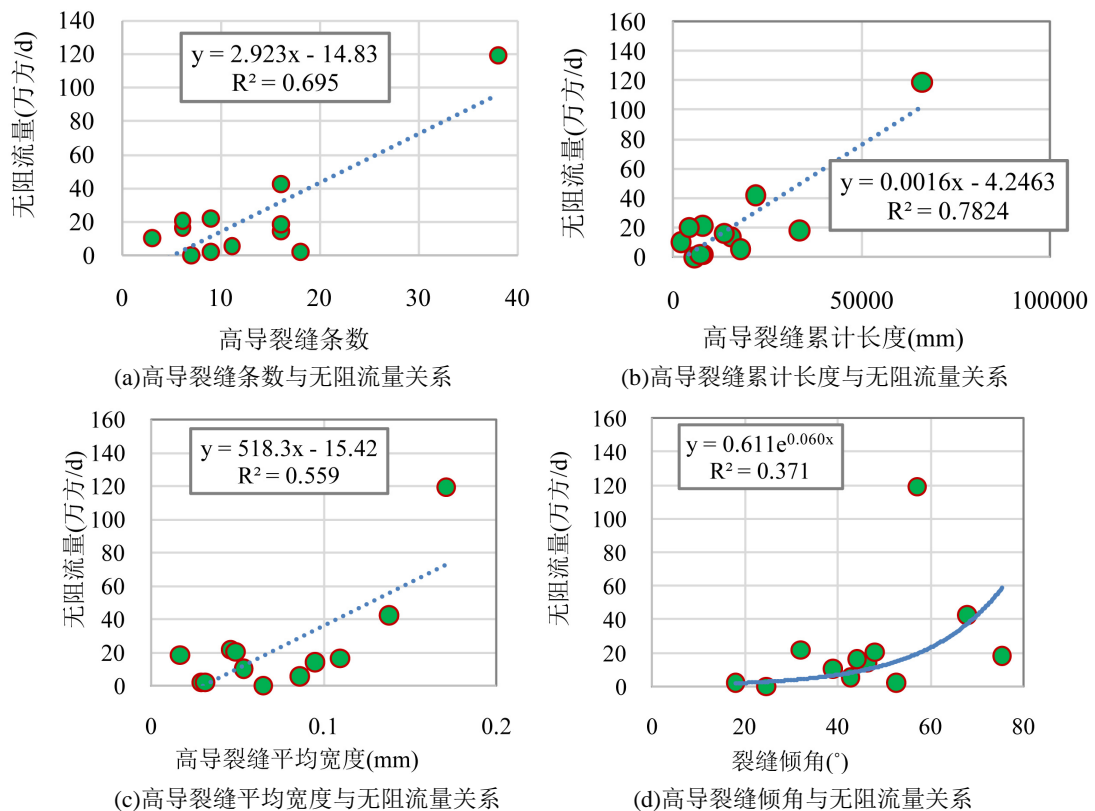 无阻流量(万方/d)
140
120
100
80
60
40
20
0
y = 2.923x - 14.83
R² = 0.695
0 10 20 30 40
高导裂缝条数
(a)高导裂缝条数与无阻流量关系
无阻流量(万方/d)
160
140
120
100
80
60
40
20
0
y = 0.0016x - 4.2463
R² = 0.7824
0 50000 100000
高导裂缝累计长度(mm)
(b)高导裂缝累计长度与无阻流量关系
无阻流量(万方/d)
160
140
120
100
80
60
40
20
0
y = 518.3x - 15.42
R² = 0.559
0 0.1 0.2
高导裂缝平均宽度(mm)
(c)高导裂缝平均宽度与无阻流量关系
无阻流量(万方/d)
160
140
120
100
80
60
40
20
0
y = 0.611e^0.060x
R² = 0.371
0 20 40 60 80
裂缝倾角(°)
(d)高导裂缝倾角与无阻流量关系